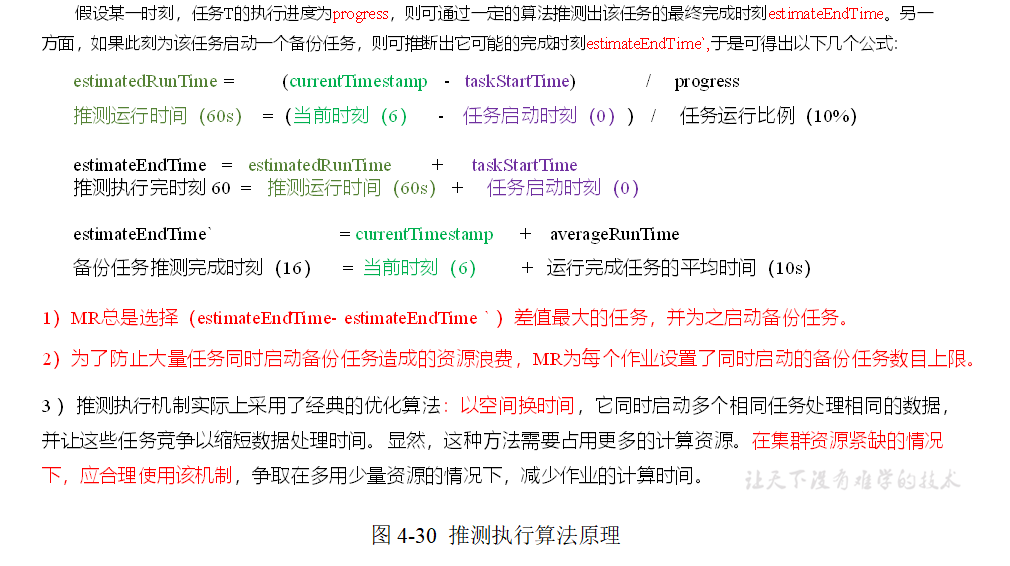 假设某一时刻，任务T的执行进度为progress，则可通过一定的算法推测出该任务的最终完成时刻estimateEndTime。另一
方面，如果此刻为该任务启动一个备份任务，则可推断出它可能的完成时刻estimateEndTime`,于是可得出以下几个公式：
estimatedRunTime = (currentTimestamp - taskStartTime) / progress
推测运行时间（60s） =（当前时刻（6） - 任务启动时刻（0）） / 任务运行比例（10%）
estimateEndTime = estimatedRunTime + taskStartTime
推测执行完时刻 60 = 推测运行时间（60s） + 任务启动时刻（0）
estimateEndTime` = currentTimestamp + averageRunTime
备份任务推测完成时刻（16） = 当前时刻（6） + 运行完成任务的平均时间（10s）
1）MR总是选择（estimateEndTime- estimateEndTime ` ）差值最大的任务，并为之启动备份任务。
2）为了防止大量任务同时启动备份任务造成的资源浪费，MR为每个作业设置了同时启动的备份任务数目上限。
3 ）推测执行机制实际上采用了经典的优化算法：以空间换时间，它同时启动多个相同任务处理相同的数据，
并让这些任务竞争以缩短数据处理时间。显然，这种方法需要占用更多的计算资源。在集群资源紧缺的情况
下，应合理使用该机制，争取在多用少量资源的情况下，减少作业的计算时间。
让天下没有难学的技术
图 4-30 推测执行算法原理